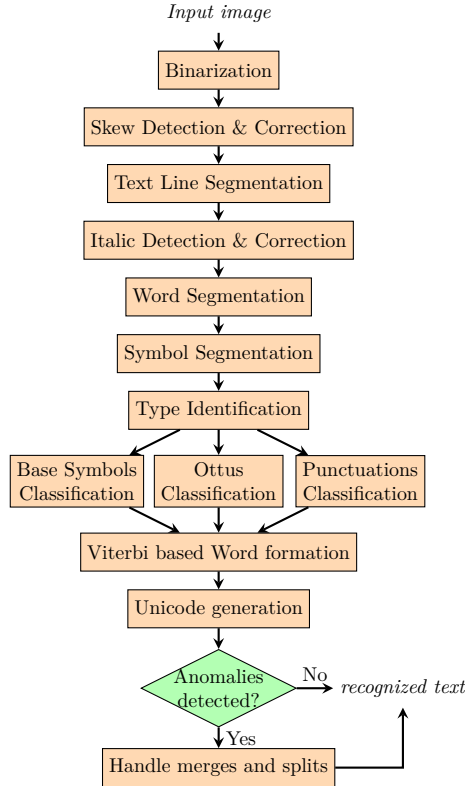 Input image
Binarization
Skew Detection & Correction
Text Line Segmentation
Italic Detection & Correction
Word Segmentation
Symbol Segmentation
Type Identification
Base Symbols
Classification
Ottus
Classification
Punctuations
Classification
Viterbi based Word formation
Unicode generation
Anomalies
detected?
No
recognized text
Yes
Handle merges and splits